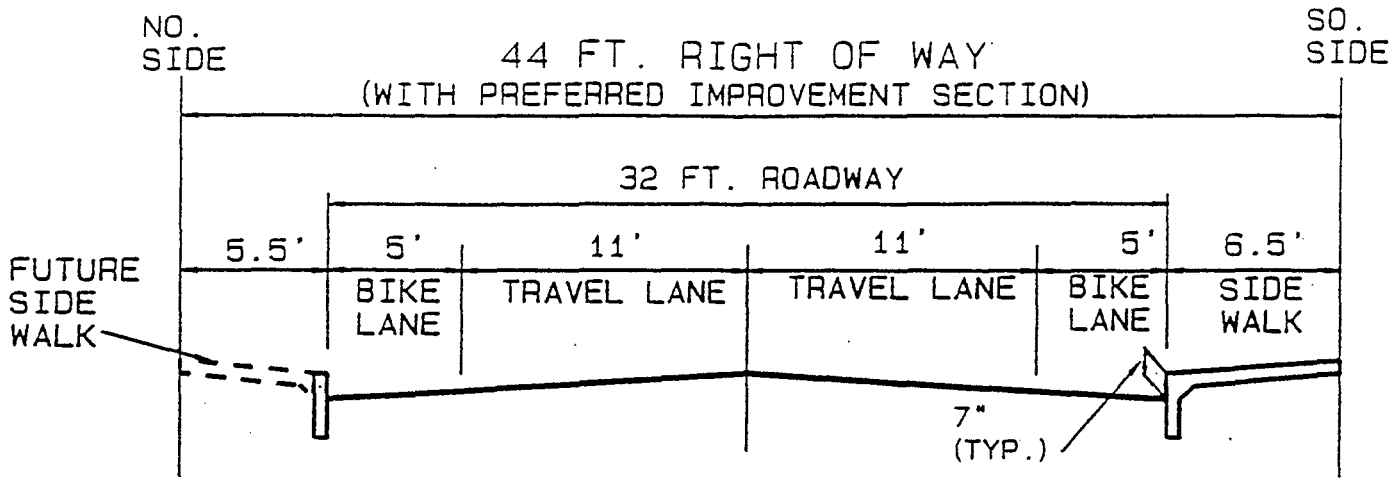 NO.
SIDE
SO.
SIDE
44 FT. RIGHT OF WAY
(WITH PREFERRED IMPROVEMENT SECTION)
32 FT. ROADWAY
5.5'
5'
11'
11'
5'
6.5'
FUTURE
SIDE
WALK
BIKE
LANE
TRAVEL LANE
TRAVEL LANE
BIKE
LANE
SIDE
WALK
7"
(TYP.)